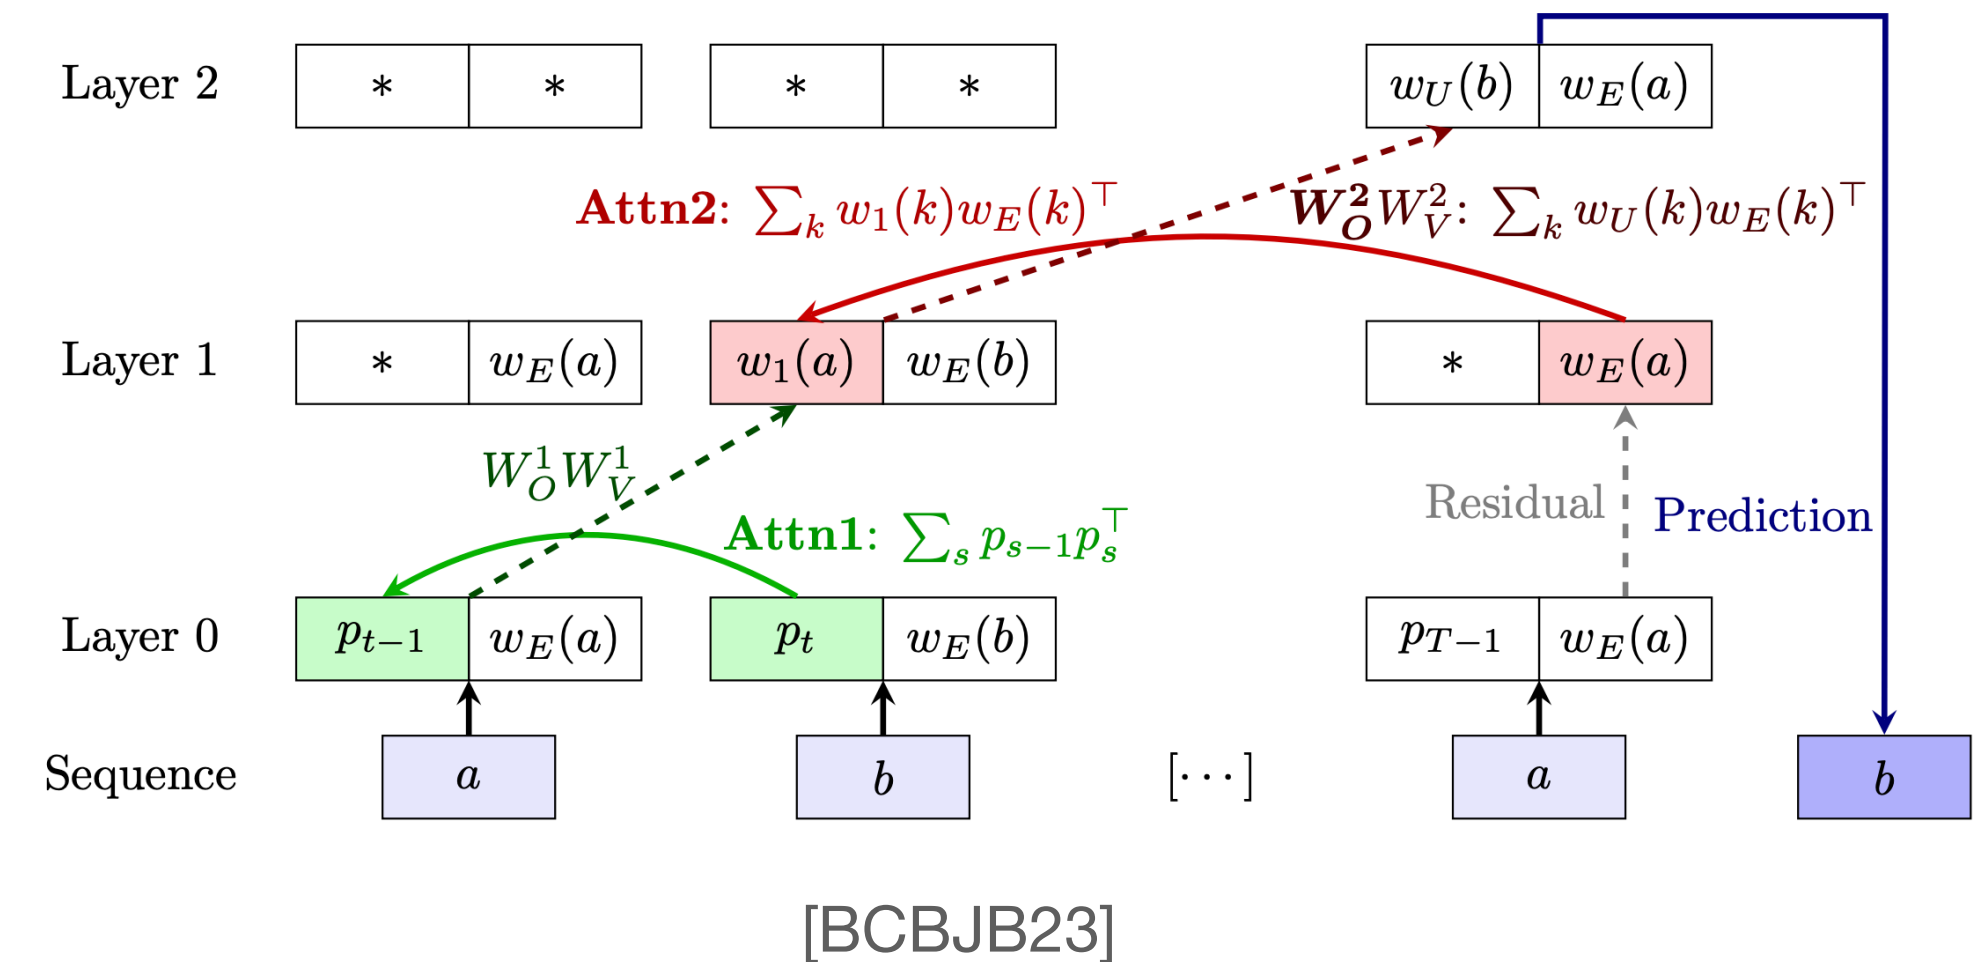 Layer 2 * * * * w_U(b) w_E(a)
Attn2: ∑_k w_1(k)w_E(k)^⊤ W_O^2 W_V^2: ∑_k w_U(k)w_E(k)^⊤
Layer 1 * w_E(a) w_1(a) w_E(b) * w_E(a)
W_O^1 W_V^1 Residual Prediction
Attn1: ∑_s p_{s−1}p_s^⊤
Layer 0 p_{t−1} w_E(a) p_t w_E(b) p_{T−1} w_E(a)
Sequence a b [⋯] a b
[BCBJB23]